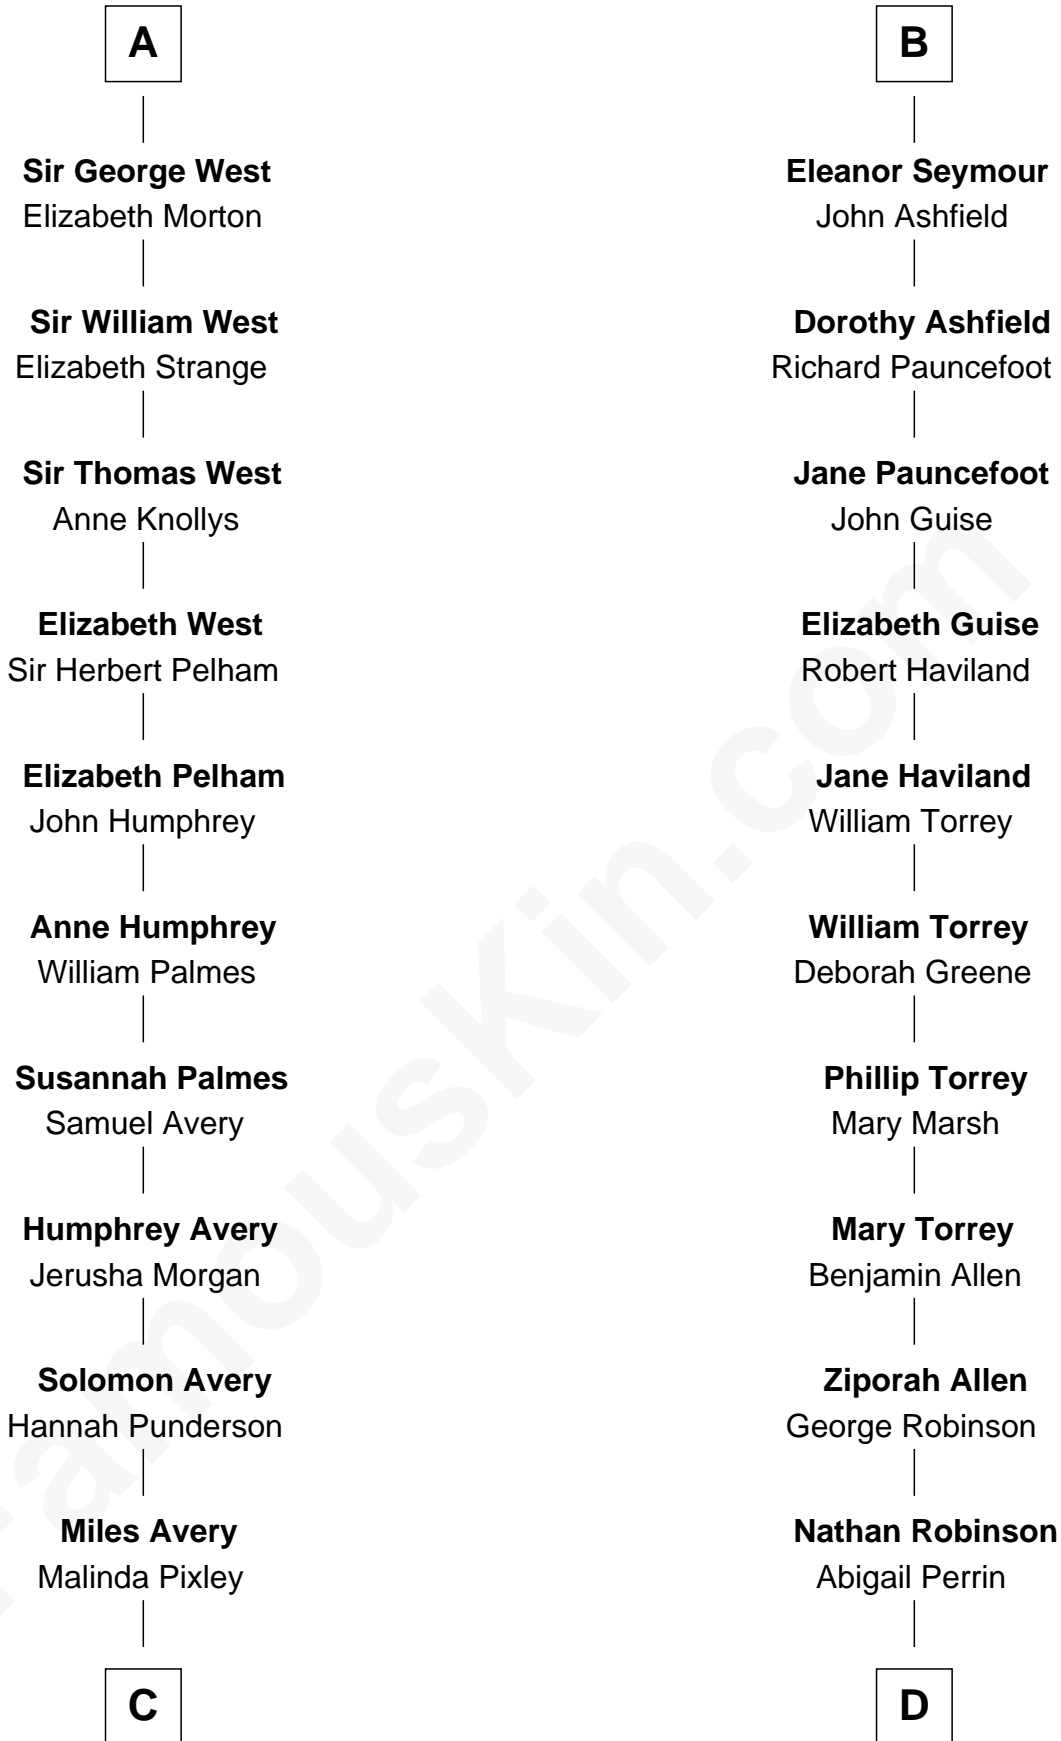 A
Sir George West
Elizabeth Morton
Sir William West
Elizabeth Strange
Sir Thomas West
Anne Knollys
Elizabeth West
Sir Herbert Pelham
Elizabeth Pelham
John Humphrey
Anne Humphrey
William Palmes
Susannah Palmes
Samuel Avery
Humphrey Avery
Jerusha Morgan
Solomon Avery
Hannah Punderson
Miles Avery
Malinda Pixley
C
B
Eleanor Seymour
John Ashfield
Dorothy Ashfield
Richard Pauncefoot
Jane Pauncefoot
John Guise
Elizabeth Guise
Robert Haviland
Jane Haviland
William Torrey
William Torrey
Deborah Greene
Phillip Torrey
Mary Marsh
Mary Torrey
Benjamin Allen
Ziporah Allen
George Robinson
Nathan Robinson
Abigail Perrin
D
FamousKin.com